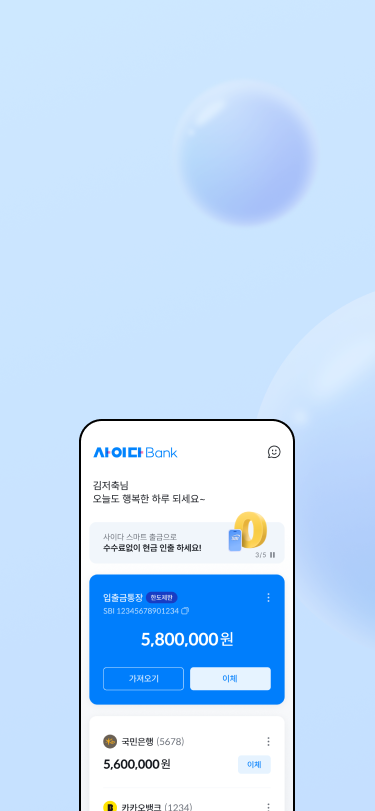 사이다Bank
김저축님
오늘도 행복한 하루 되세요~
사이다 스마트 출금으로
수수료없이 현금 인출 하세요!
0
3/5
입출금통장 한도제한
SBI 12345678901234
5,800,000원
가져오기 이체
국민은행 (5678)
5,600,000원
이체
카카오뱅크 (1234)